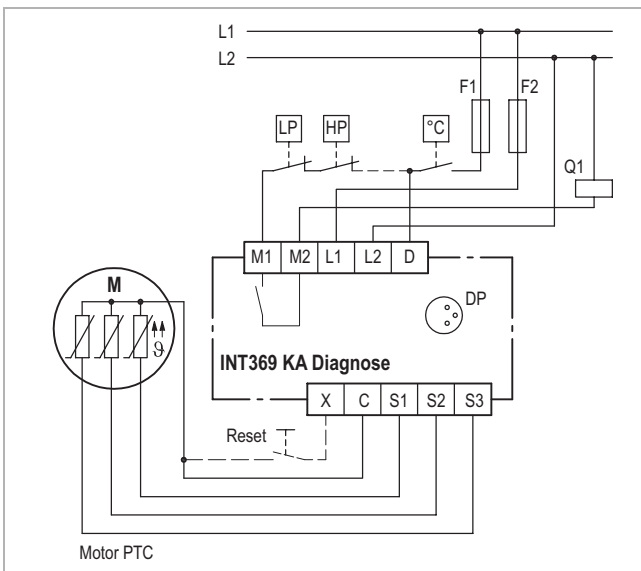 L1
L2
F1 F2
LP HP °C
Q1
M1 M2 L1 L2 D
M
DP
ϑ
INT369 KA Diagnose
X C S1 S2 S3
Reset
Motor PTC